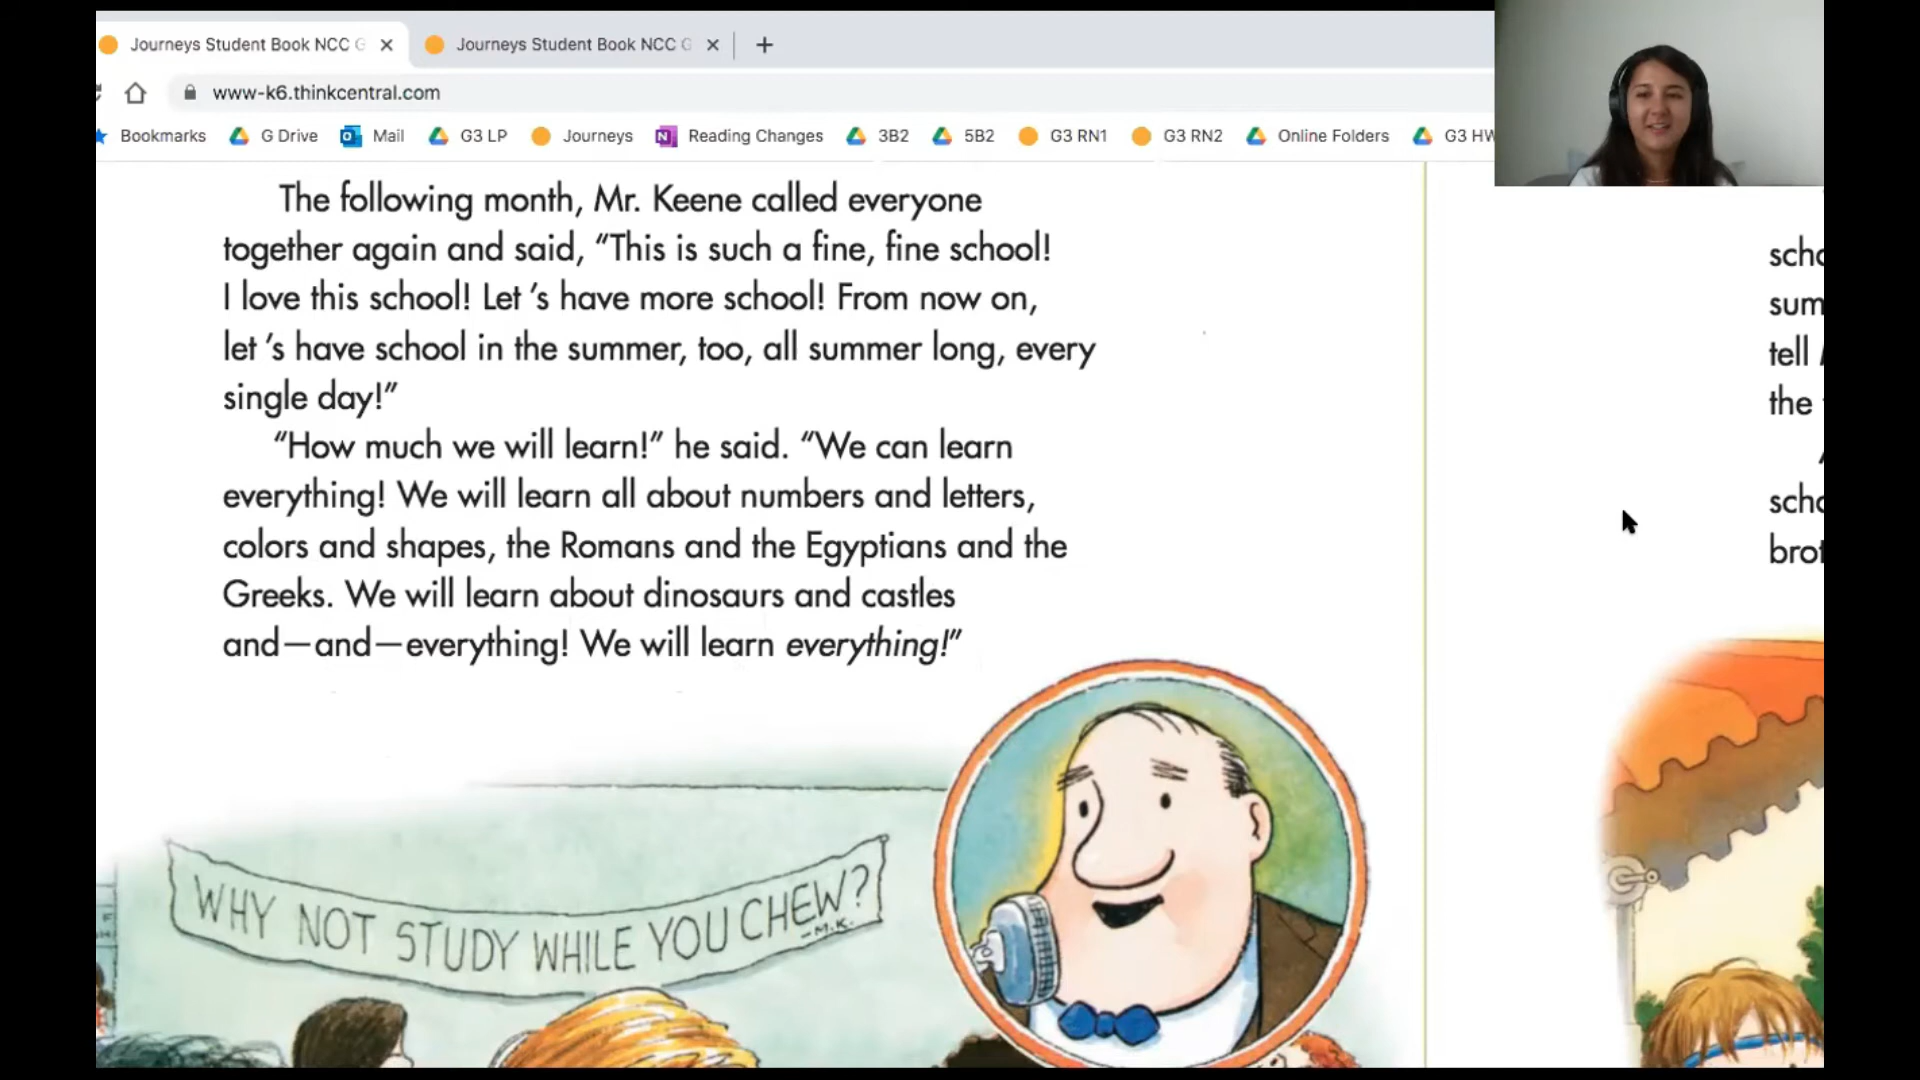 Journeys Student Book NCC G
Journeys Student Book NCC G
www-k6.thinkcentral.com
Bookmarks G Drive Mail G3 LP Journeys Reading Changes 3B2 5B2 G3 RN1 G3 RN2 Online Folders G3 HW
The following month, Mr. Keene called everyone
together again and said, “This is such a fine, fine school!
I love this school! Let ’s have more school! From now on,
let ’s have school in the summer, too, all summer long, every
single day!”
“How much we will learn!” he said. “We can learn
everything! We will learn all about numbers and letters,
colors and shapes, the Romans and the Egyptians and the
Greeks. We will learn about dinosaurs and castles
and—and—everything! We will learn everything!”
WHY NOT STUDY WHILE YOU CHEW?
-M.K.
tell
the